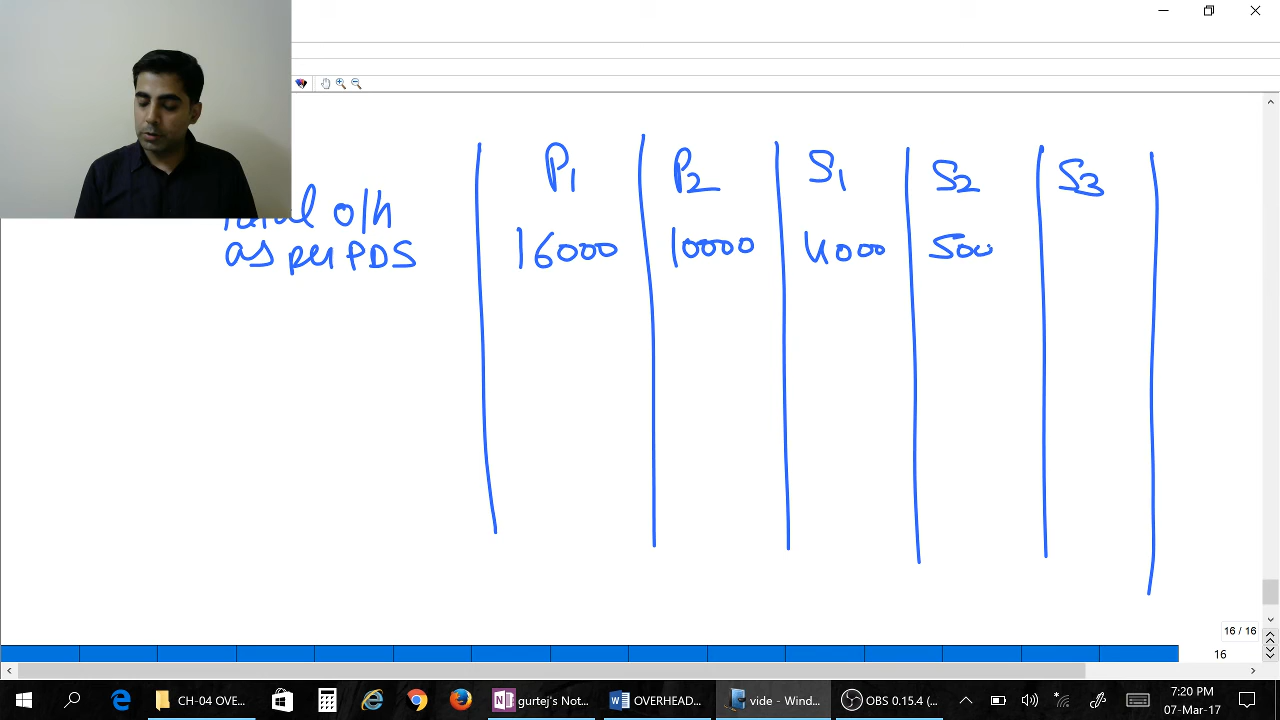 P1 P2 S1 S2 S3
Total o/h
as per PDS 16000 10000 4000 500
16 / 16
16
CH-04 OVE...
gurtej's Not...
OVERHEAD...
vide - Wind...
OBS 0.15.4 (...
7:20 PM
07-Mar-17